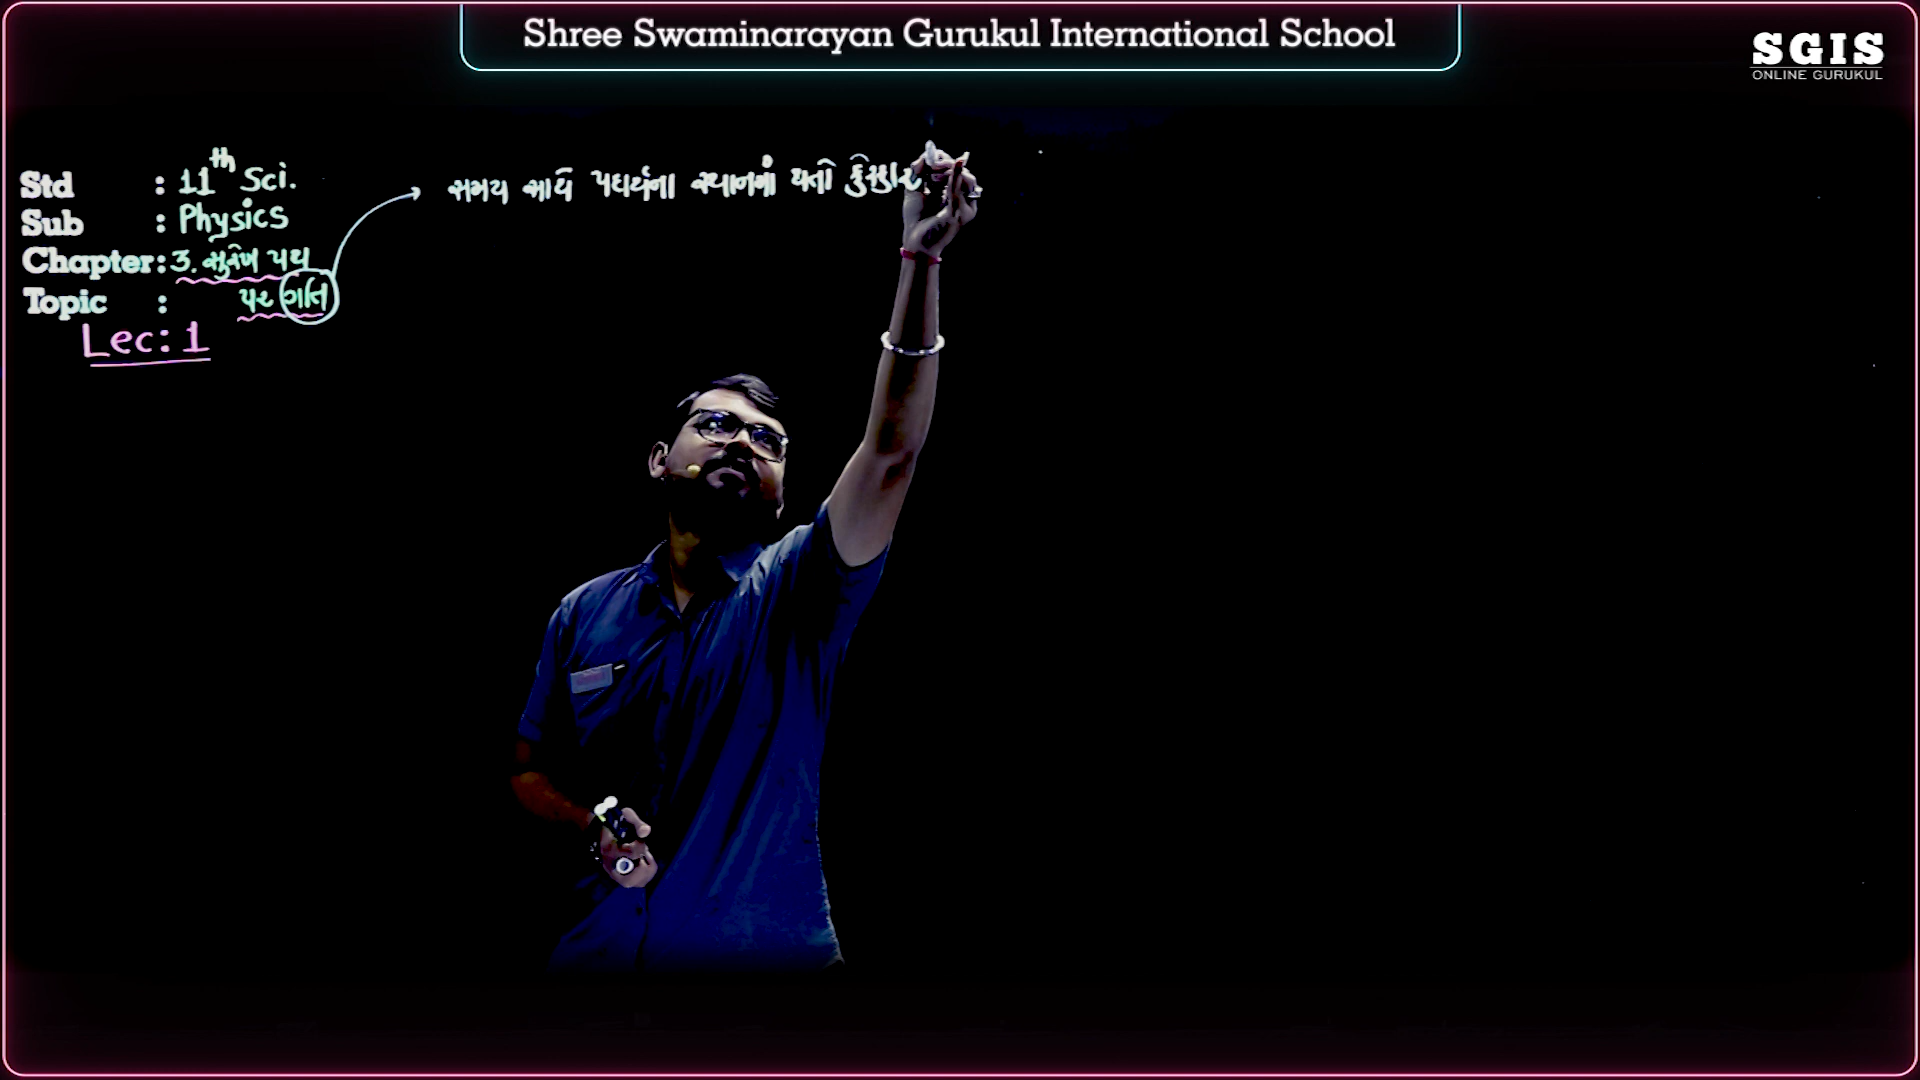 Shree Swaminarayan Gurukul International School
SGIS
ONLINE GURUKUL
Std : 11th Sci.
Sub : Physics
Chapter: 3. સુરેખ પથ
Topic : પર ગતિ
Lec: 1
સમય સાથે પદાર્થના સ્થાનમાં થતો ફેરફાર